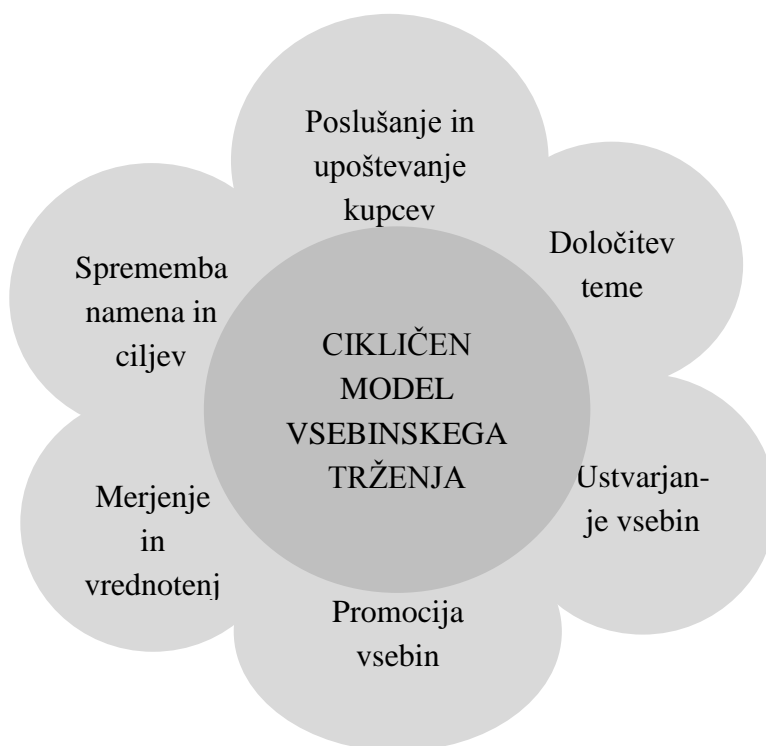 Poslušanje in
upoštevanje
kupcev
Določitev
teme
Ustvarjan-
je vsebin
Promocija
vsebin
Merjenje
in
vrednotenj
Sprememba
namena in
ciljev
CIKLIČEN
MODEL
VSEBINSKEGA
TRŽENJA